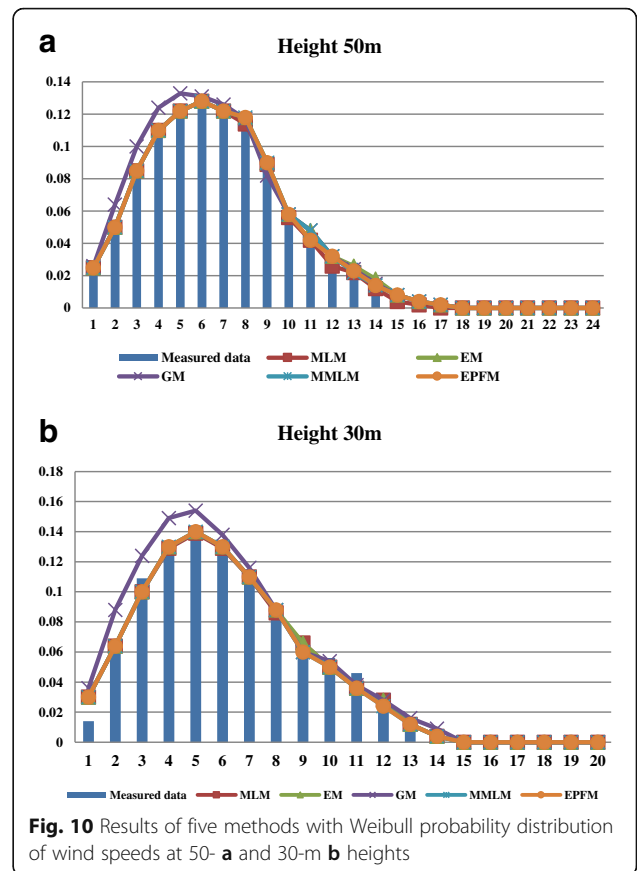 a
Height 50m
0.14
0.12
0.1
0.08
0.06
0.04
0.02
0
1 2 3 4 5 6 7 8 9 10 11 12 13 14 15 16 17 18 19 20 21 22 23 24
Measured data MLM EM
GM MMLM EPFM
b
Height 30m
0.18
0.16
0.14
0.12
0.1
0.08
0.06
0.04
0.02
0
1 2 3 4 5 6 7 8 9 10 11 12 13 14 15 16 17 18 19 20
Measured data MLM EM GM MMLM EPFM
Fig. 10 Results of five methods with Weibull probability distribution
of wind speeds at 50- a and 30-m b heights